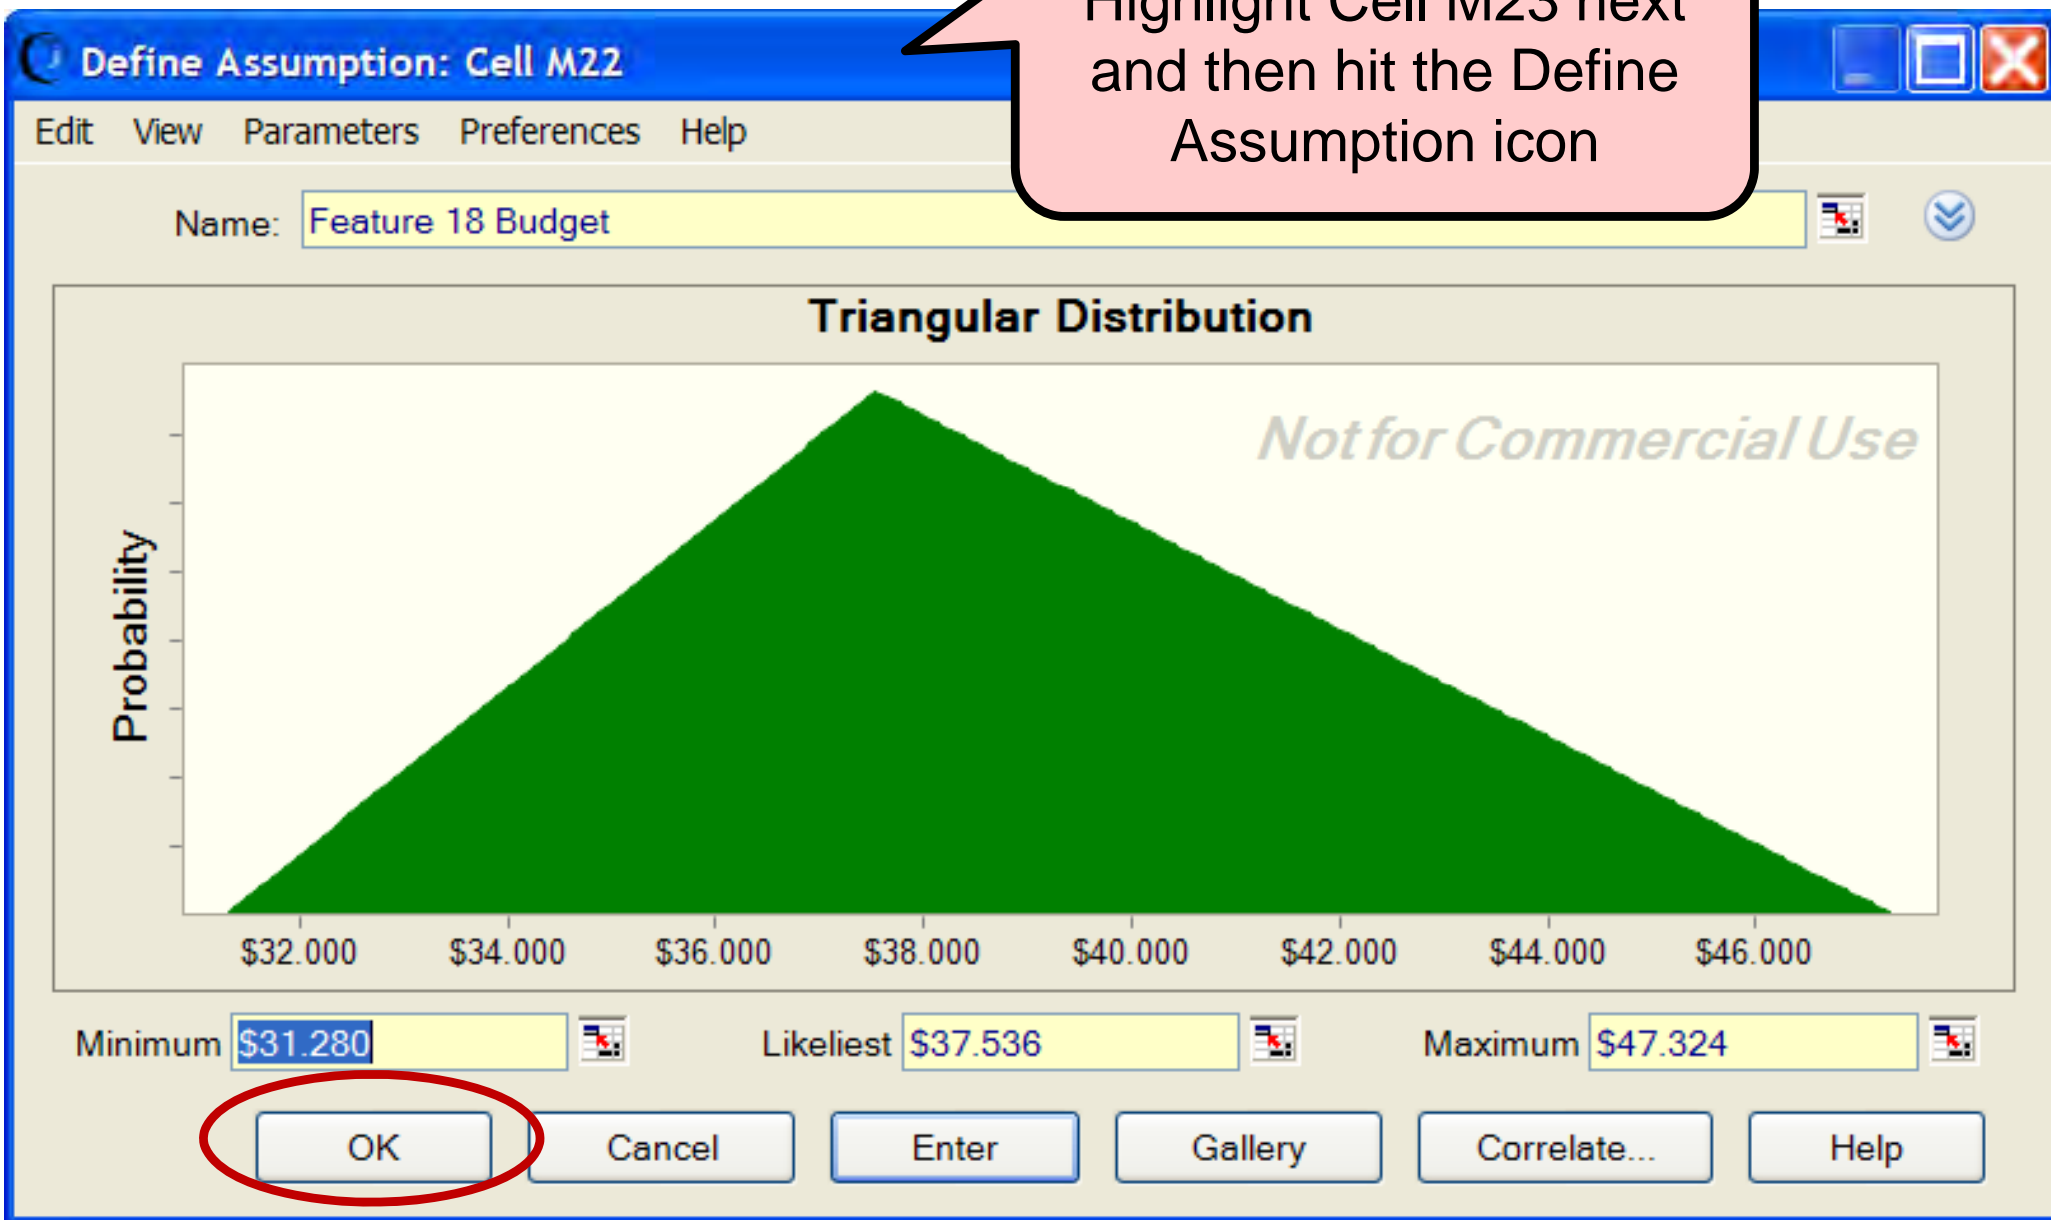 Highlight Cell M23 next
and then hit the Define
Assumption icon
Define Assumption: Cell M22
Edit View Parameters Preferences Help
Name: Feature 18 Budget
Triangular Distribution
Not for Commercial Use
Probability
$32.000 $34.000 $36.000 $38.000 $40.000 $42.000 $44.000 $46.000
Minimum $31.280 Likeliest $37.536 Maximum $47.324
OK Cancel Enter Gallery Correlate... Help